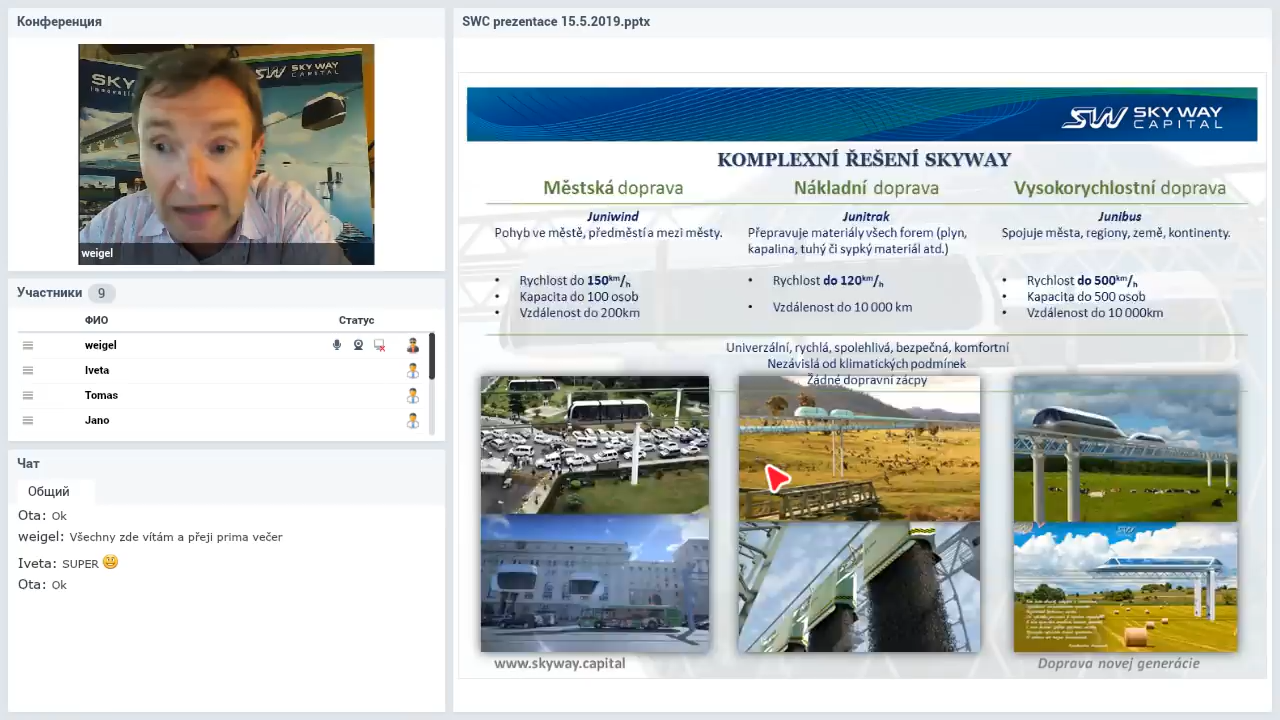 Конференция
SKY
SW SKY WAY
CAPITAL
weigel
Участники 9
ФИО Статус
weigel
Iveta
Tomas
Jano
Чат
Общий
Ota: Ok
weigel: Všechny zde vítám a přeji prima večer
Iveta: SUPER
Ota: Ok
SWC prezentace 15.5.2019.pptx
SW SKY WAY
CAPITAL
KOMPLEXNÍ ŘEŠENÍ SKYWAY
Městská doprava
Juniwind
Pohyb ve městě, předměstí a mezi městy.
• Rychlost do 150km/h
• Kapacita do 100 osob
• Vzdálenost do 200km
Nákladní doprava
Junitrak
Přepravuje materiály všech forem (plyn,
kapalina, tuhý či sypký materiál atd.)
• Rychlost do 120km/h
• Vzdálenost do 10 000 km
Vysokorychlostní doprava
Junibus
Spojuje města, regiony, země, kontinenty.
• Rychlost do 500km/h
• Kapacita do 500 osob
• Vzdálenost do 10 000km
Univerzální, rychlá, spolehlivá, bezpečná, komfortní
Nezávislá od klimatických podmínek
Žádné dopravní zácpy
www.skyway.capital
Doprava novej generácie